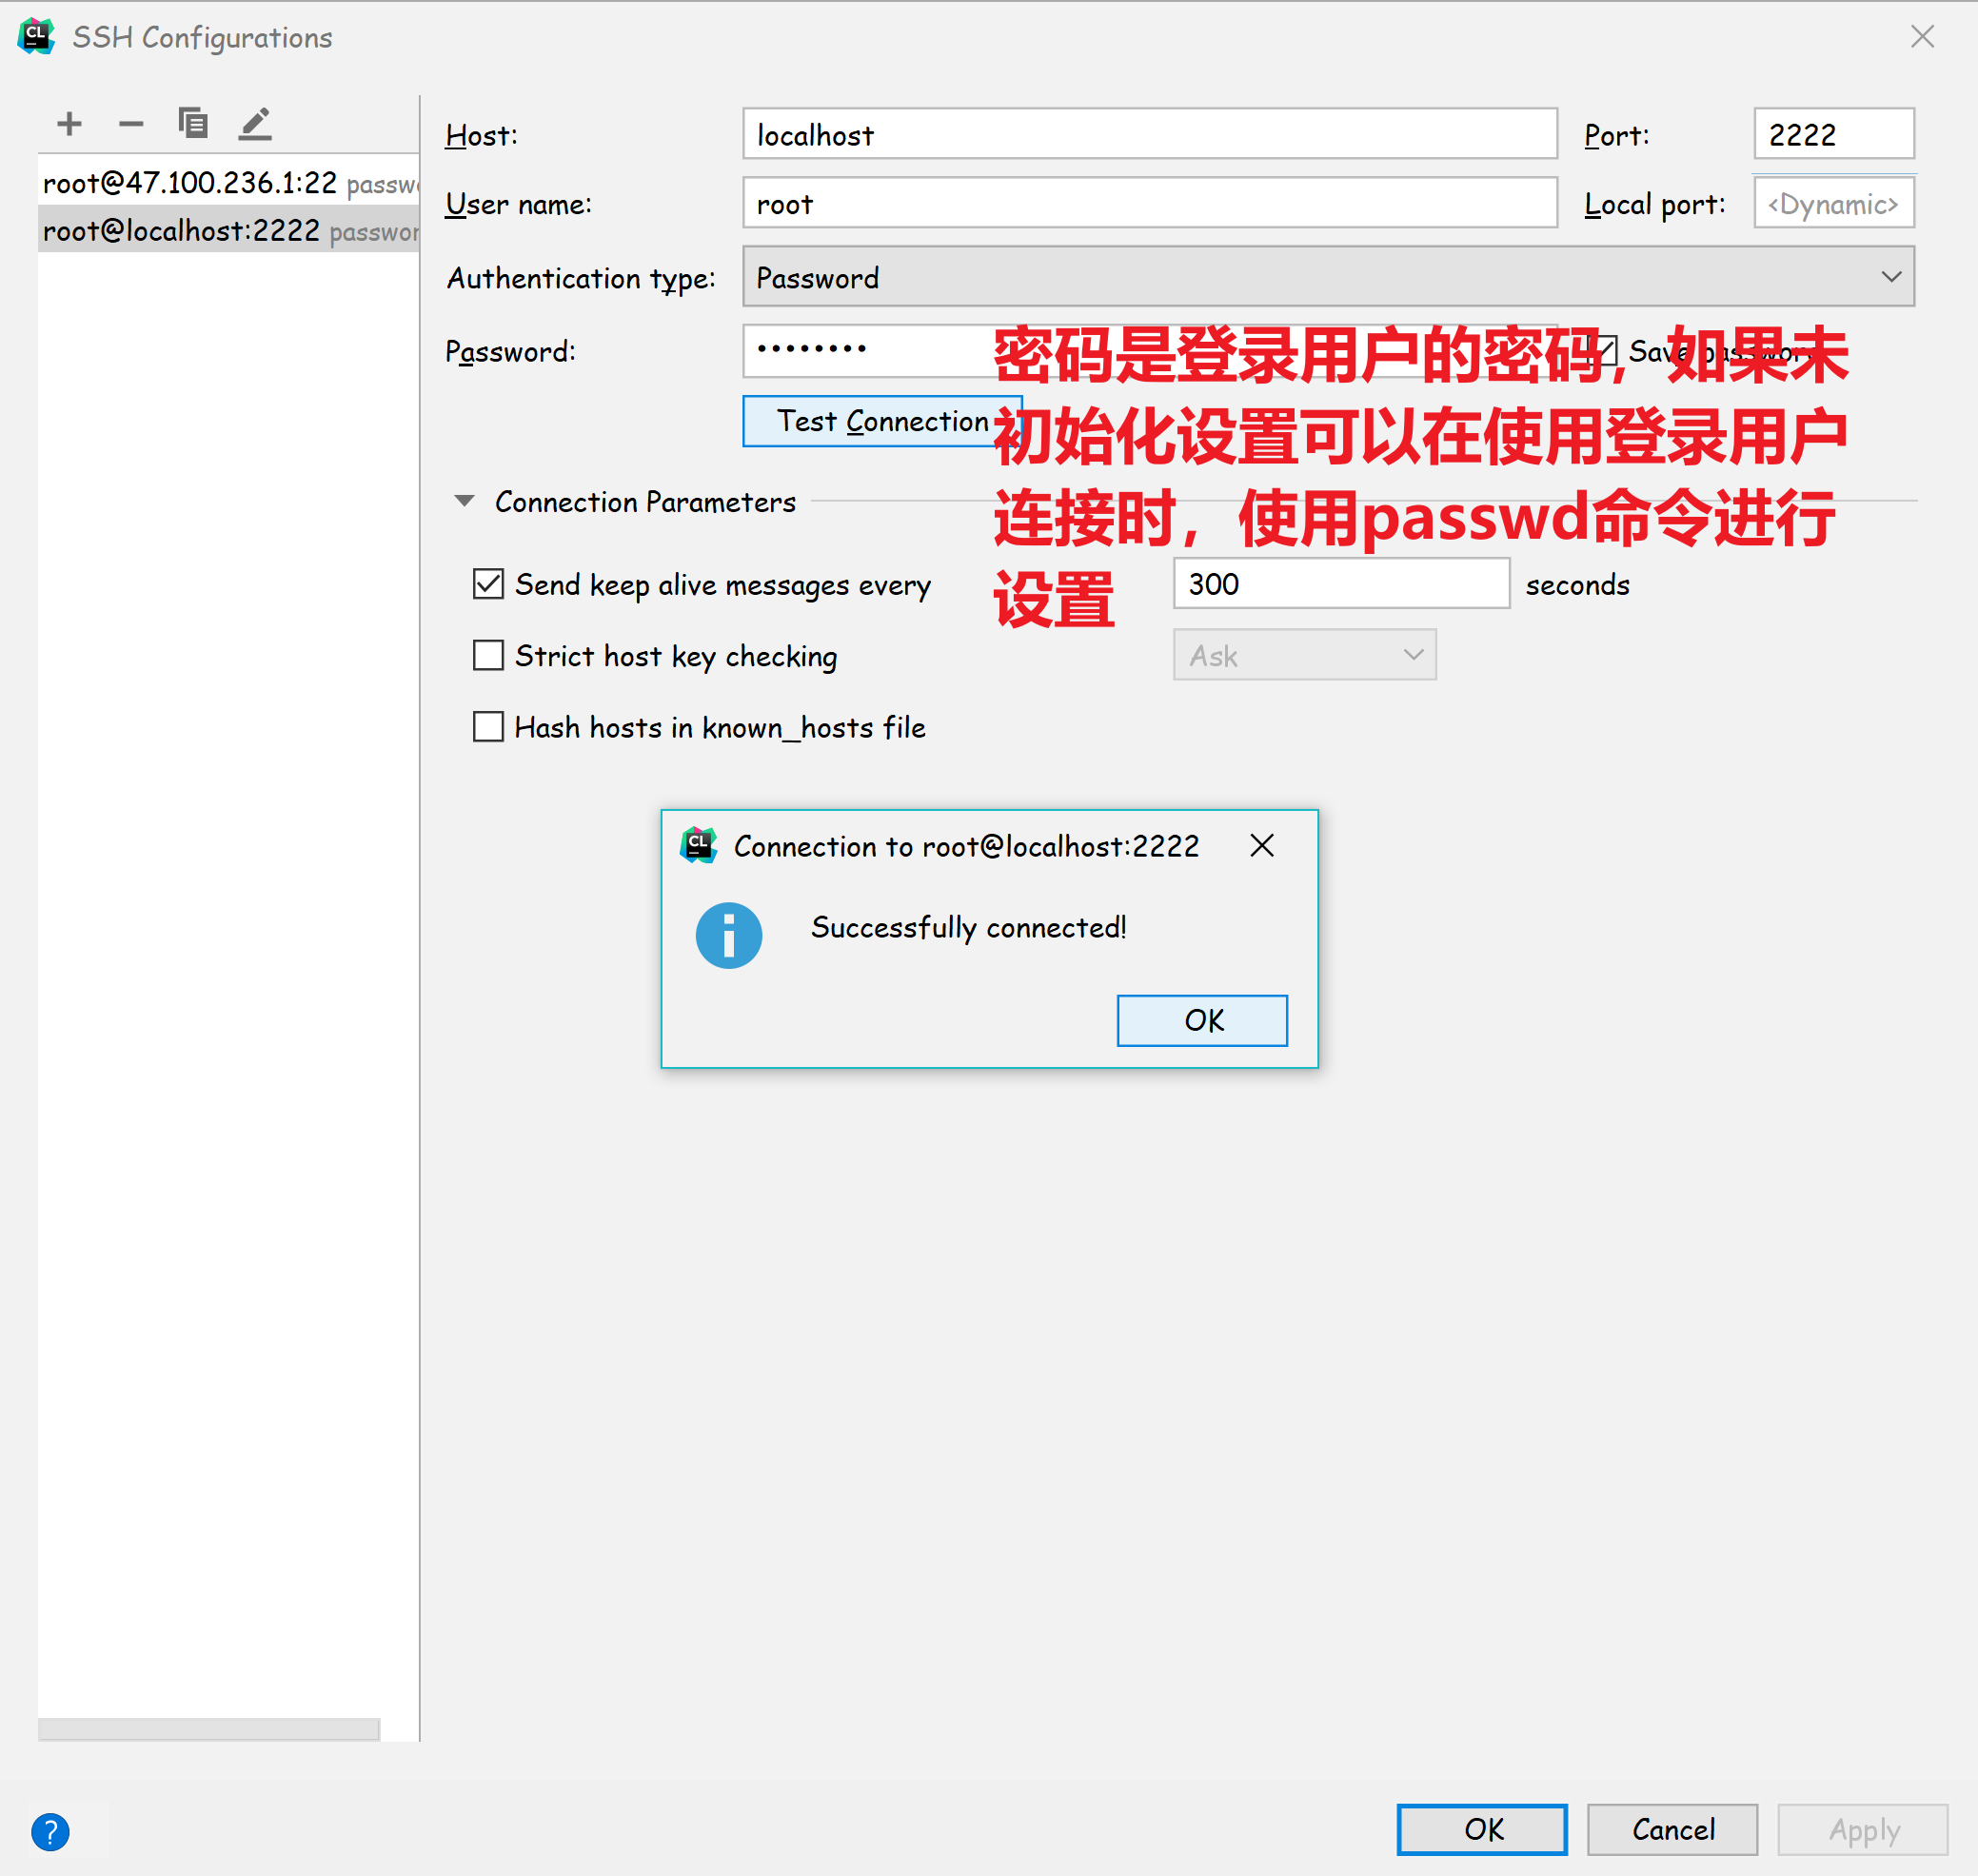 SSH Configurations
root@47.100.236.1:22
root@localhost:2222
Host:
localhost
Port:
2222
User name:
root
Local port:
<Dynamic>
Authentication type:
Password
Password:
••••••••
Save password
Test Connection
密码是登录用户的密码，如果未
初始化设置可以在使用登录用户
连接时，使用passwd命令进行
设置
Connection Parameters
Send keep alive messages every
300
seconds
Strict host key checking
Ask
Hash hosts in known_hosts file
CL
Connection to root@localhost:2222
Successfully connected!
OK
?
OK
Cancel
Apply